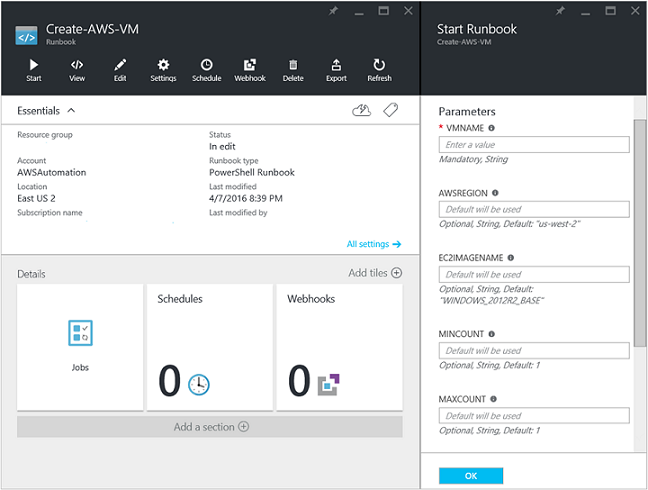 Create-AWS-VM
Runbook
Start View Edit Settings Schedule Webhook Delete Export Refresh
Essentials
Resource group
Status
In edit
Account
AWSAutomation
Runbook type
PowerShell Runbook
Location
East US 2
Last modified
4/7/2016 8:39 PM
Subscription name
Last modified by
All settings
Details
Add tiles
Jobs
Schedules
0
Webhooks
0
Add a section
Start Runbook
Create-AWS-VM
Parameters
* VMNAME
Enter a value
Mandatory, String
AWSREGION
Default will be used
Optional, String, Default: "us-west-2"
EC2IMAGENAME
Default will be used
Optional, String, Default:
"WINDOWS_2012R2_BASE"
MINCOUNT
Default will be used
Optional, String, Default: 1
MAXCOUNT
Default will be used
Optional, String, Default: 1
OK